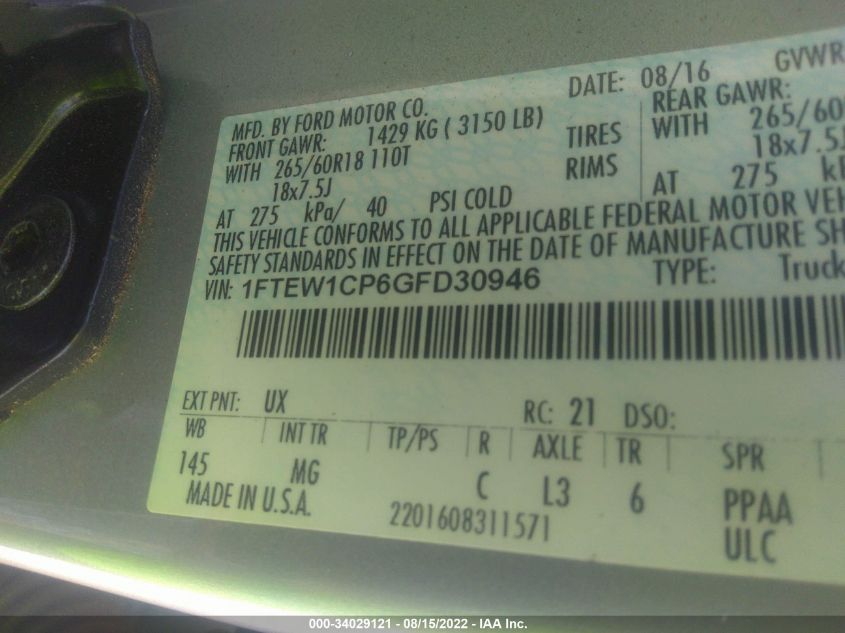 DATE: 08/16 GVWR
MFD. BY FORD MOTOR CO.
FRONT GAWR: 1429 KG ( 3150 LB) REAR GAWR:
WITH 265/60R18 110T TIRES WITH 265/60
18x7.5J RIMS 18x7.5J
AT 275 kPa/ 40 PSI COLD AT 275
THIS VEHICLE CONFORMS TO ALL APPLICABLE FEDERAL MOTOR
SAFETY STANDARDS IN EFFECT ON THE DATE OF MANUFACTURE
VIN: 1FTEW1CP6GFD30946 TYPE: Truck
EXT PNT: UX RC: 21 DSO:
WB INT TR TP/PS R AXLE TR SPR
145 MG C L3 6 PPAA
MADE IN U.S.A. 2201608311571 ULC
000-34029121 - 08/15/2022 - IAA Inc.